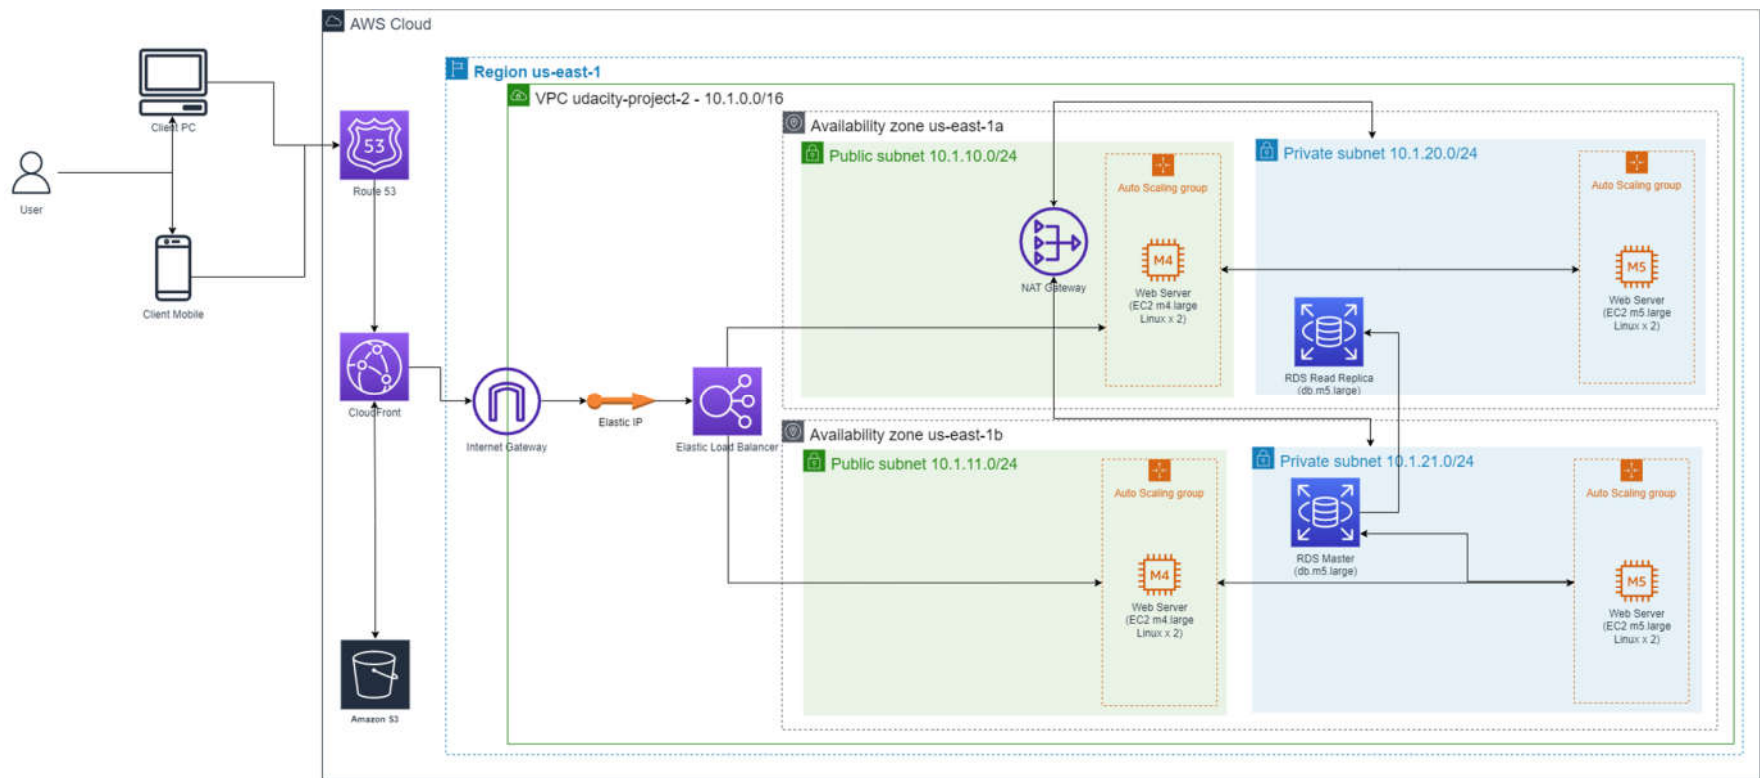 AWS Cloud
Region us-east-1
VPC udacity-project-2 - 10.1.0.0/16
Client PC
User
Client Mobile
53
Route 53
CloudFront
Amazon S3
Internet Gateway
Elastic IP
Elastic Load Balancer
Availability zone us-east-1a
Public subnet 10.1.10.0/24
NAT Gateway
Auto Scaling group
M4
Web Server
(EC2 m4.large
Linux x 2)
Private subnet 10.1.20.0/24
RDS Read Replica
(db.m5.large)
Auto Scaling group
M5
Web Server
(EC2 m5.large
Linux x 2)
Availability zone us-east-1b
Public subnet 10.1.11.0/24
Auto Scaling group
M4
Web Server
(EC2 m4.large
Linux x 2)
Private subnet 10.1.21.0/24
RDS Master
(db.m5.large)
Auto Scaling group
M5
Web Server
(EC2 m5.large
Linux x 2)